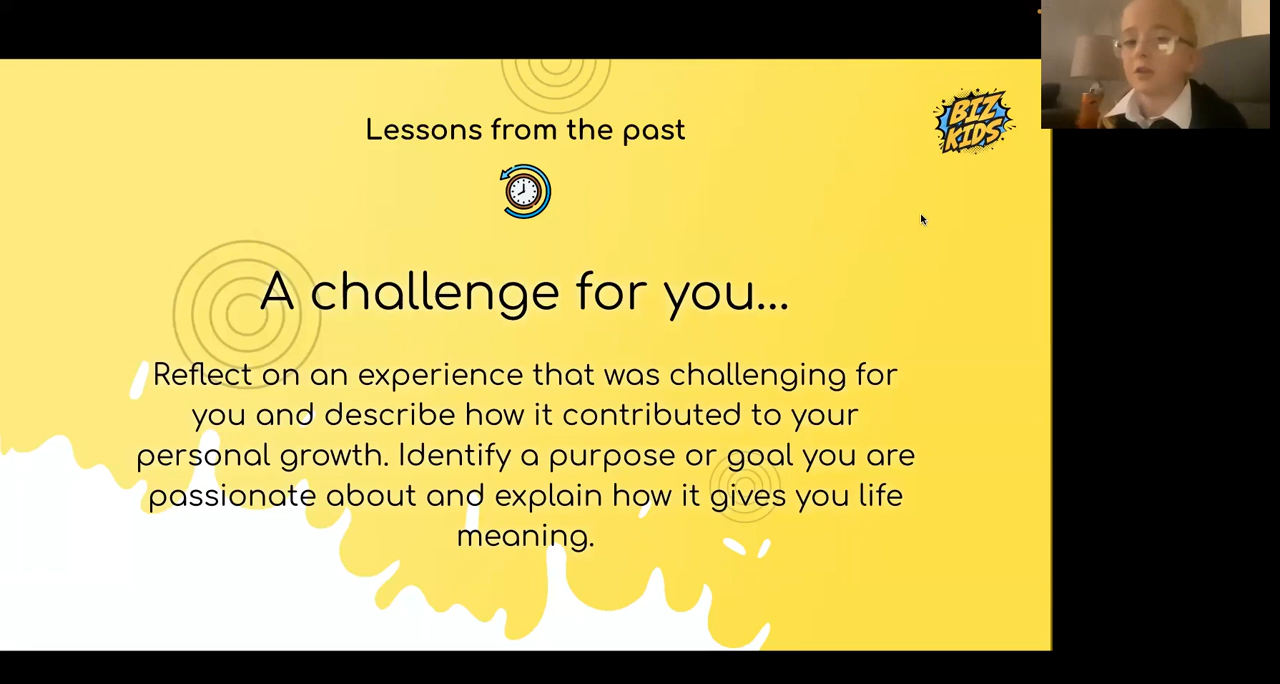 Lessons from the past
BIZ
KIDS
A challenge for you...
Reflect on an experience that was challenging for
you and describe how it contributed to your
personal growth. Identify a purpose or goal you are
passionate about and explain how it gives you life
meaning.